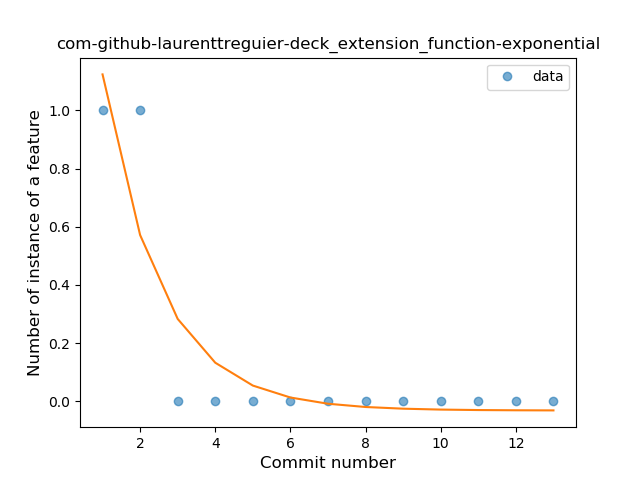 com-github-laurenttreguier-deck_extension_function-exponential
data
Number of instance of a feature
1.0
0.8
0.6
0.4
0.2
0.0
2 4 6 8 10 12
Commit number